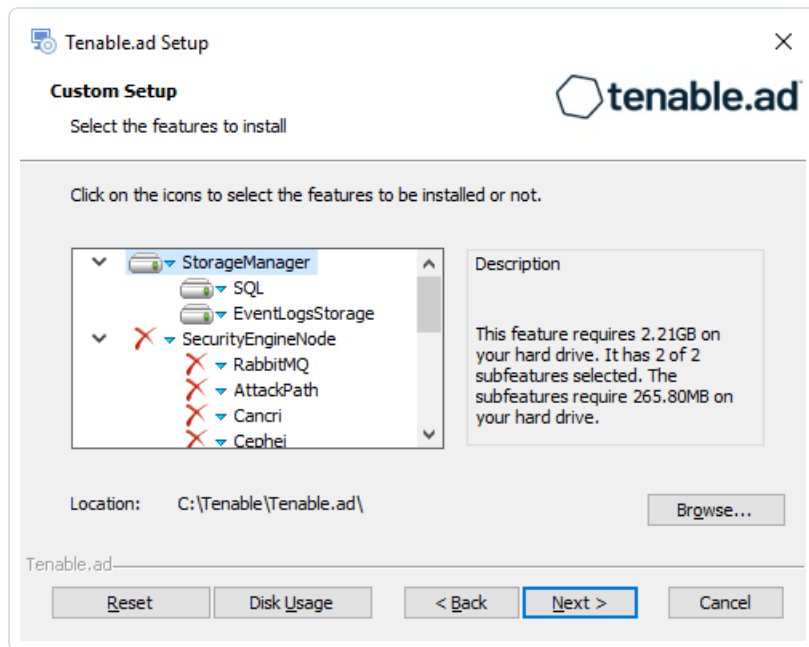 Tenable.ad Setup
Custom Setup
tenable.ad
Select the features to install
Click on the icons to select the features to be installed or not.
StorageManager
SQL
EventLogsStorage
SecurityEngineNode
RabbitMQ
AttackPath
Cancri
Cephei
Description
This feature requires 2.21GB on
your hard drive. It has 2 of 2
subfeatures selected. The
subfeatures require 265.80MB on
your hard drive.
Location: C:\Tenable\Tenable.ad\
Browse...
Tenable.ad
Reset Disk Usage < Back Next > Cancel